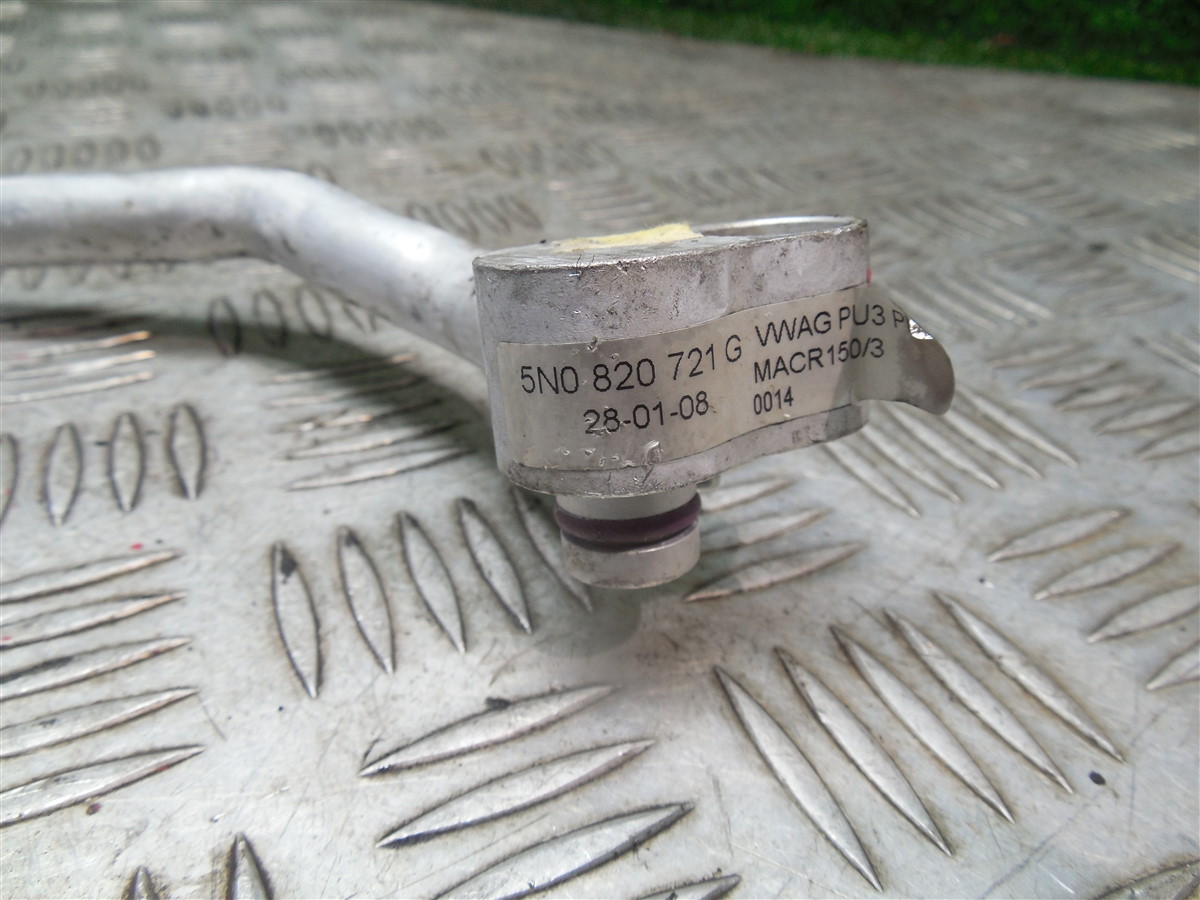 5N0 820 721 G VWAG PU3 P
28-01-08 MACR150/3
0014